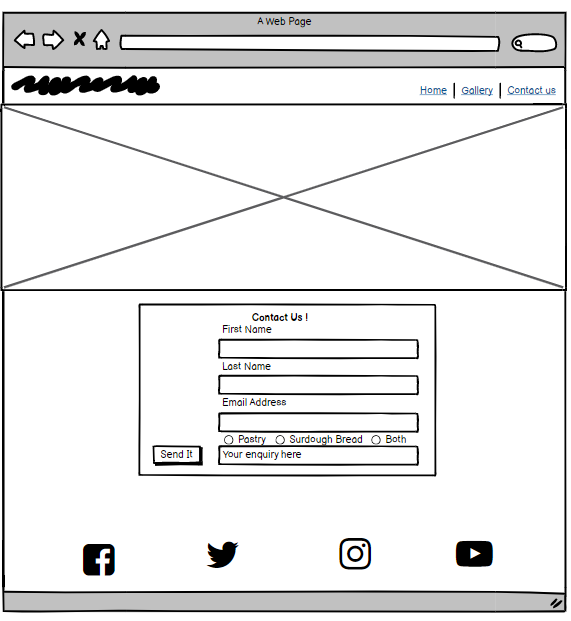 A Web Page
Home Gallery Contact us
Contact Us !
First Name
Last Name
Email Address
Pastry Surdough Bread Both
Send It Your enquiry here